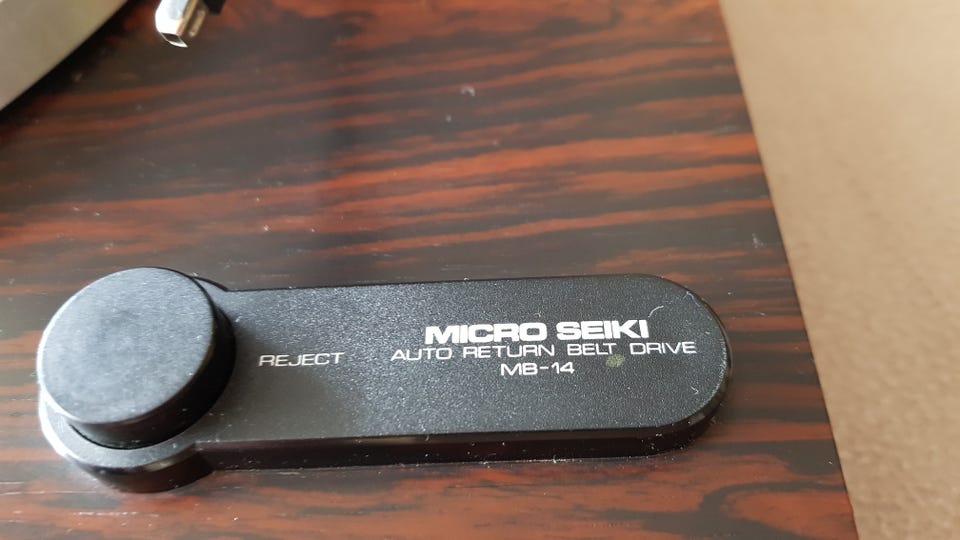 REJECT
MICRO SEIKI
AUTO RETURN BELT DRIVE
MB-14